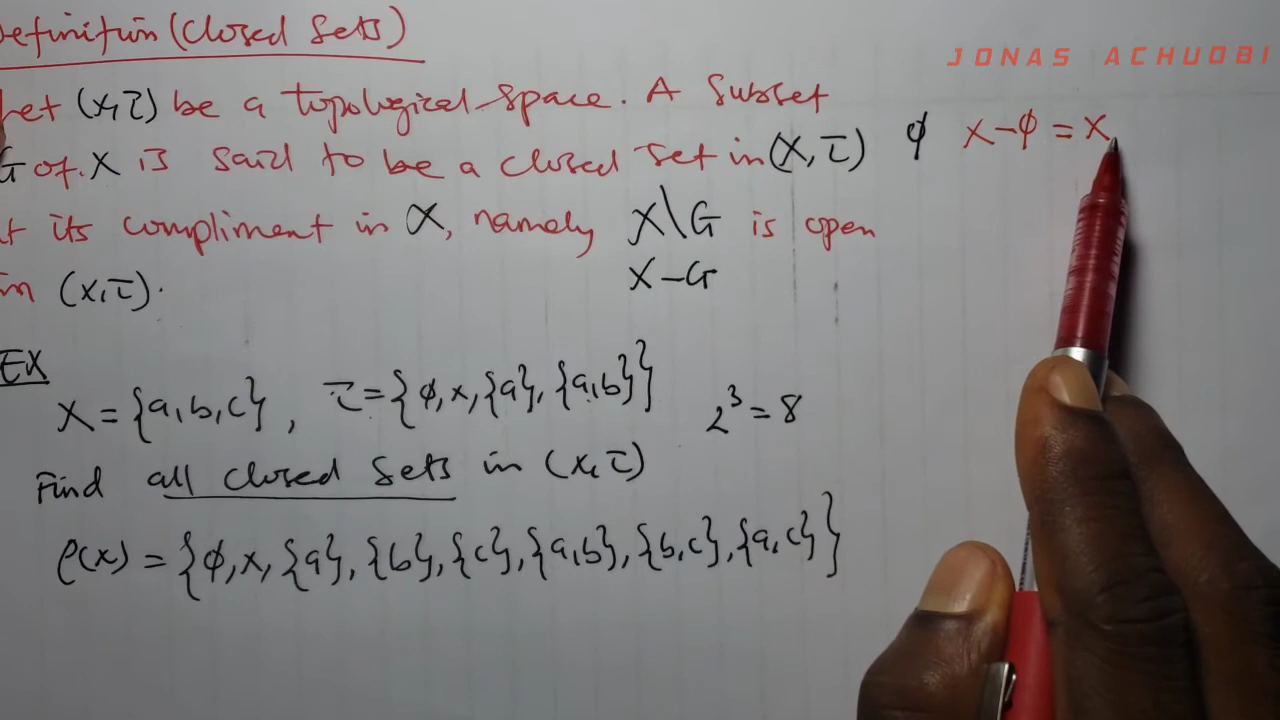 Definition (Closed Sets)
JONAS ACHUOBI
Let (X,τ) be a topological space. A Subset
G of X is said to be a closed set in (X,τ)
if its compliment in X, namely X\G is open
X-G
in (X,τ).
φ X-φ = X
EX
X = {a,b,c}, τ = {φ,X,{a},{a,b}}
2³ = 8
Find all closed Sets in (X,τ)
P(X) = {φ,X,{a},{b},{c},{a,b},{b,c},{a,c}}